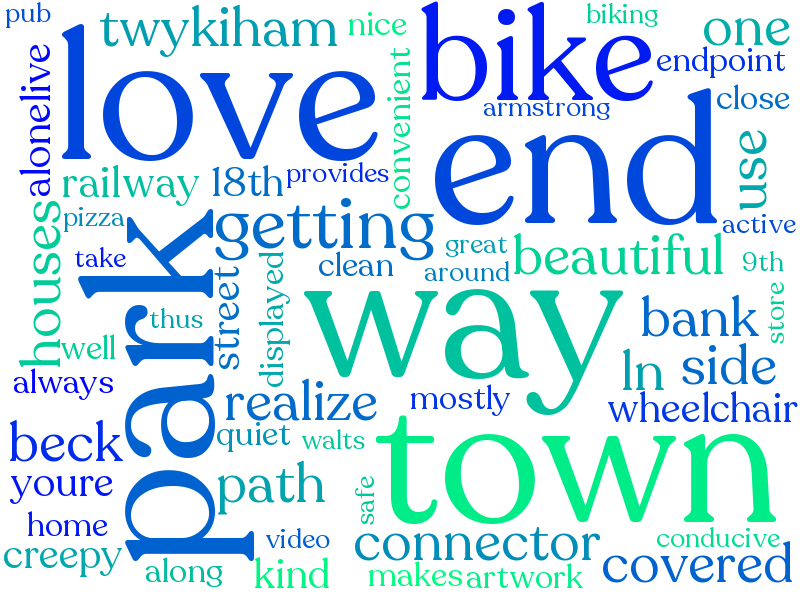 pub
twykiham
nice
bike
biking
one
love
endpoint
alonelive
convenient
armstrong
close
end
use
railway
18th
provides
houses
pizza
park
getting
active
take
great
beautiful
9th
street
displayed
clean
around
store
way
thus
well
bank
always
ln
side
realize
mostly
wheelchair
beck
quiet
walts
town
youre
path
safe
home
video
connector
conducive
creepy
along
kind
makes
artwork
covered